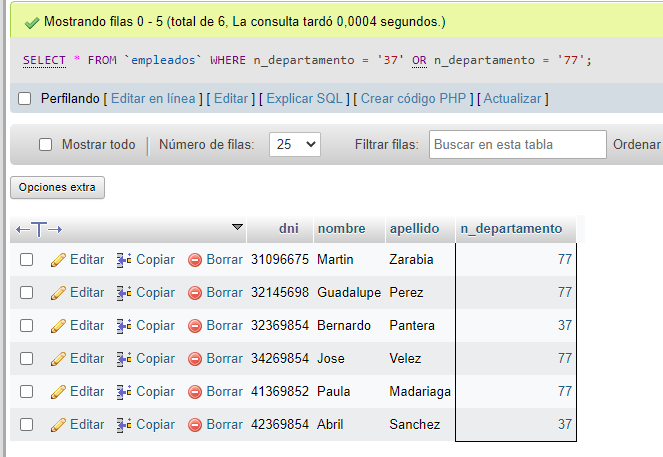 Mostrando filas 0 - 5 (total de 6, La consulta tardó 0,0004 segundos.)
SELECT * FROM `empleados` WHERE n_departamento = '37' OR n_departamento = '77';
Perfilando [ Editar en línea ] [ Editar ] [ Explicar SQL ] [ Crear código PHP ] [ Actualizar ]
Mostrar todo Número de filas: 25 Filtrar filas: Buscar en esta tabla Ordenar
Opciones extra
dni nombre apellido n_departamento
Editar Copiar Borrar 31096675 Martin Zarabia 77
Editar Copiar Borrar 32145698 Guadalupe Perez 77
Editar Copiar Borrar 32369854 Bernardo Pantera 37
Editar Copiar Borrar 34269854 Jose Velez 77
Editar Copiar Borrar 41369852 Paula Madariaga 77
Editar Copiar Borrar 42369854 Abril Sanchez 37